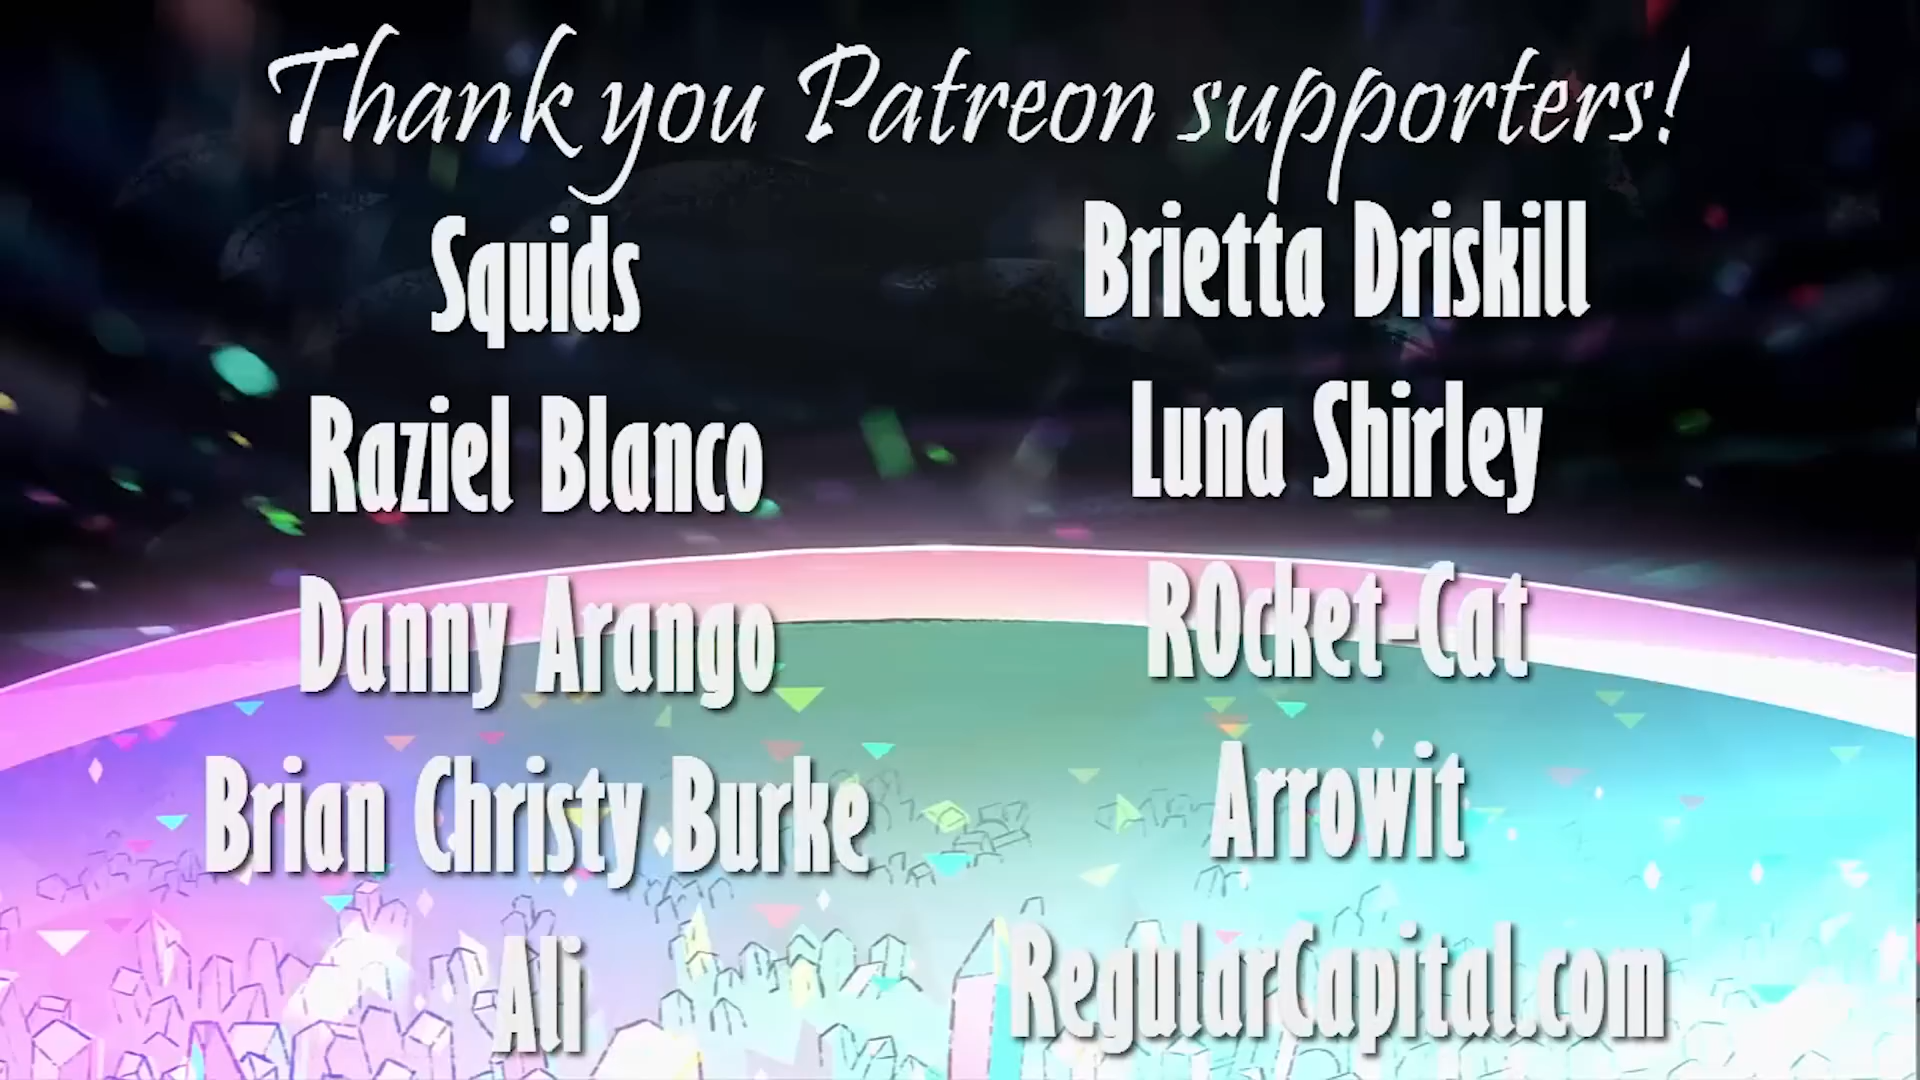 Thank you Patreon supporters!
Squids
Brietta Driskill
Raziel Blanco
Luna Shirley
Danny Arango
R0cket-Cat
Brian Christy Burke
Arrowit
Ali
RegularCapital.com